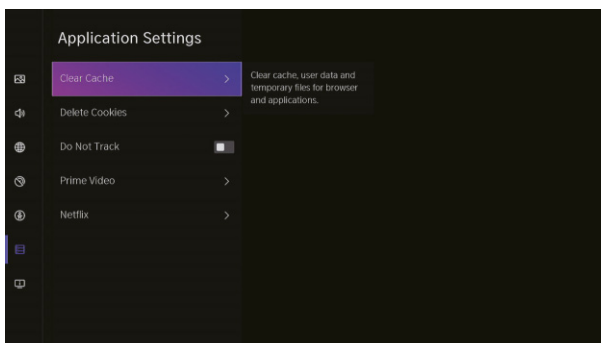 Application Settings
Clear Cache
Clear cache, user data and
temporary files for browser
and applications.
Delete Cookies
Do Not Track
Prime Video
Netflix